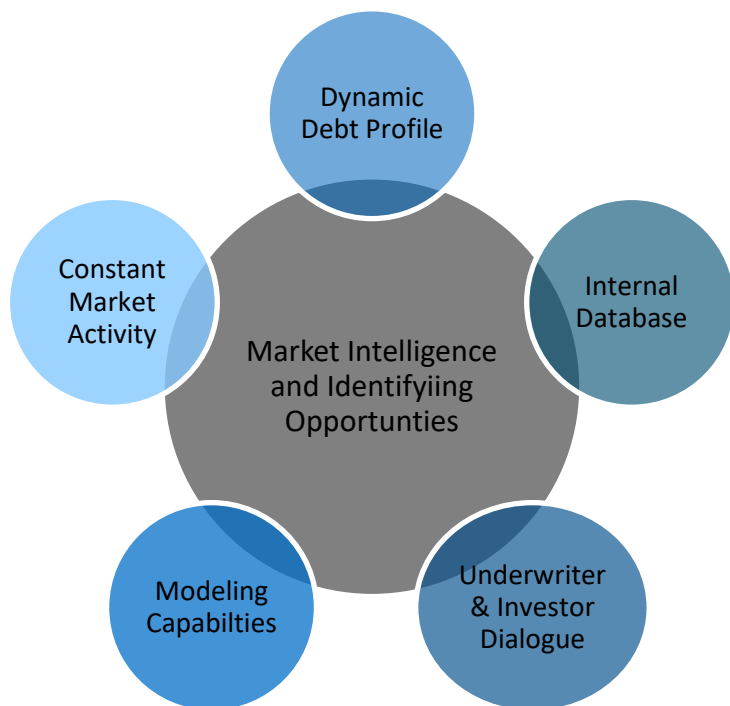 Dynamic
Debt Profile
Constant
Market
Activity
Internal
Database
Market Intelligence
and Identifyiing
Opportunties
Modeling
Capabilties
Underwriter
& Investor
Dialogue